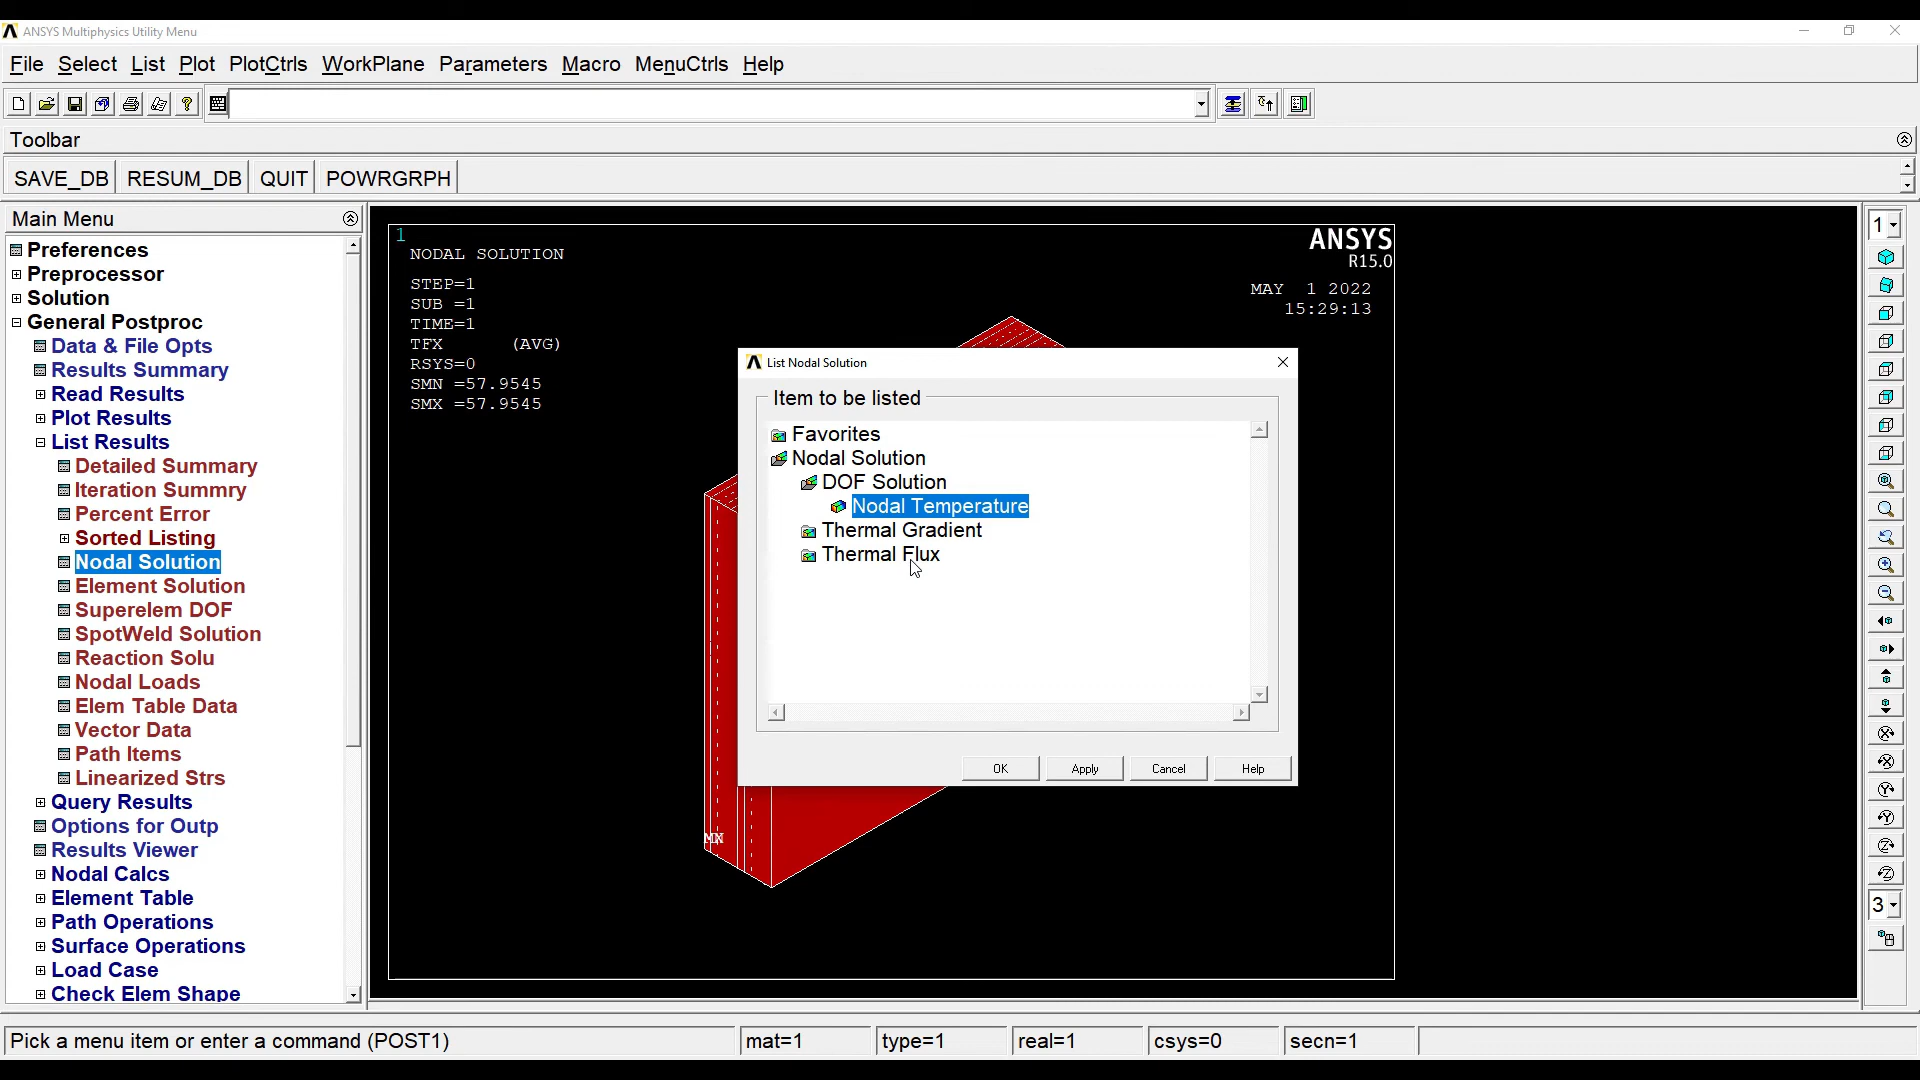 ANSYS Multiphysics Utility Menu
File Select List Plot PlotCtrls WorkPlane Parameters Macro MenuCtrls Help
Toolbar
SAVE_DB RESUM_DB QUIT POWRGRPH
Main Menu
Preferences
Preprocessor
Solution
General Postproc
Data & File Opts
Results Summary
Read Results
Plot Results
List Results
Detailed Summary
Iteration Summry
Percent Error
Sorted Listing
Nodal Solution
Element Solution
Superelem DOF
SpotWeld Solution
Reaction Solu
Nodal Loads
Elem Table Data
Vector Data
Path Items
Linearized Strs
Query Results
Options for Outp
Results Viewer
Nodal Calcs
Element Table
Path Operations
Surface Operations
Load Case
Check Elem Shape
1
NODAL SOLUTION
STEP=1
SUB =1
TIME=1
TFX (AVG)
RSYS=0
SMN =57.9545
SMX =57.9545
ANSYS
R15.0
MAY 1 2022
15:29:13
List Nodal Solution
Item to be listed
Favorites
Nodal Solution
DOF Solution
Nodal Temperature
Thermal Gradient
Thermal Flux
OK Apply Cancel Help
1
3
Pick a menu item or enter a command (POST1) mat=1 type=1 real=1 csys=0 secn=1